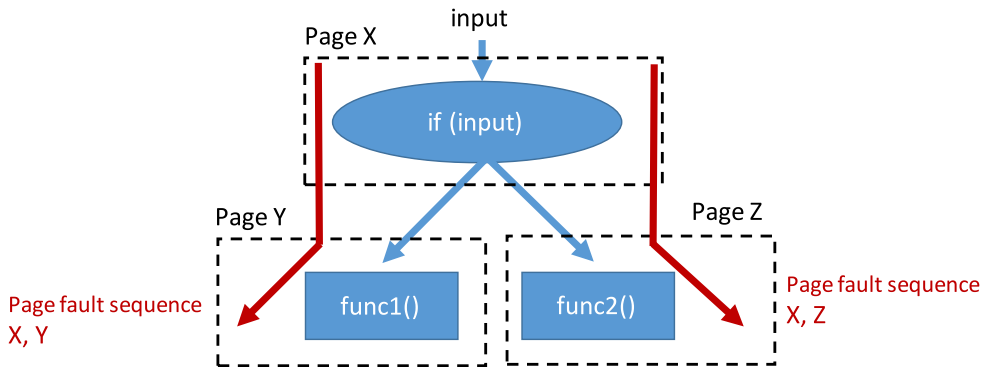 input
Page X
if (input)
Page Y
Page Z
func1()
func2()
Page fault sequence
X, Y
Page fault sequence
X, Z